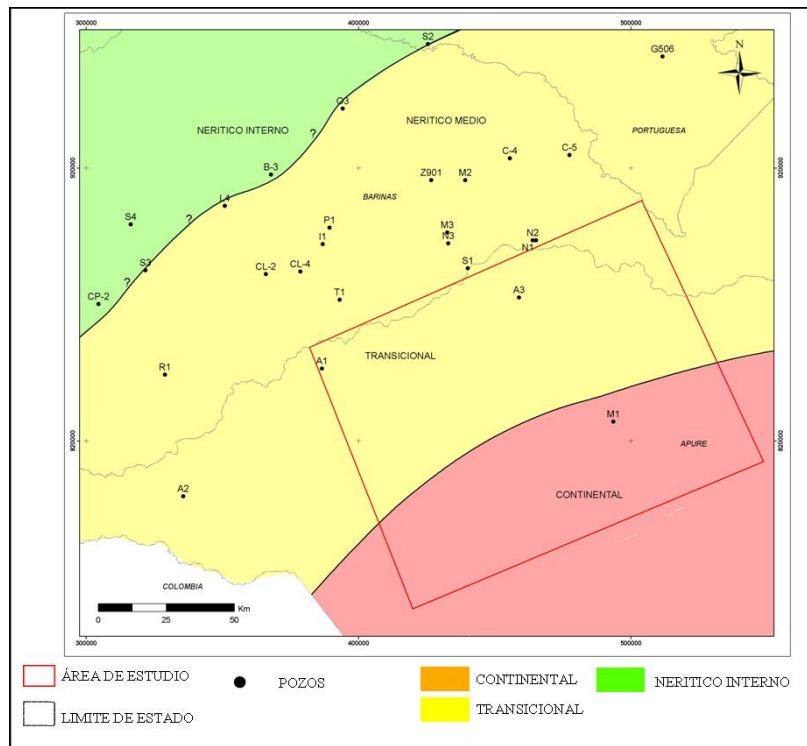 300000 400000 500000
S2
G506
N
G3
NERITICO INTERNO
?
NERITICO MEDIO
PORTUGUESA
C-4
C-5
920000
920000
B-3
Z901
M2
BARINAS
L4
?
S4
P1
M3
N3
N2
N1
I1
S3
?
CL-2
CL-4
S1
CP-2
T1
A3
TRANSICIONAL
R1
A1
M1
820000
820000
APURE
A2
CONTINENTAL
COLOMBIA
0 25 50
Km
300000 400000 500000
ÁREA DE ESTUDIO
POZOS
CONTINENTAL
NERITICO INTERNO
LIMITE DE ESTADO
TRANSICIONAL